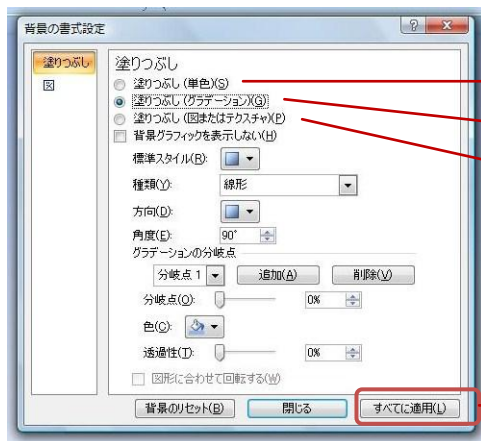 背景の書式設定
塗りつぶし
図
塗りつぶし
塗りつぶし (単色)(S)
塗りつぶし (グラデーション)(G)
塗りつぶし (図またはテクスチャ)(P)
背景グラフィックを表示しない(H)
標準スタイル(R):
種類(Y): 線形
方向(D):
角度(E): 90°
グラデーションの分岐点
分岐点 1 追加(A) 削除(V)
分岐点(O): 0%
色(C):
透過性(T): 0%
図形に合わせて回転する(W)
背景のリセット(B) 閉じる すべてに適用(L)